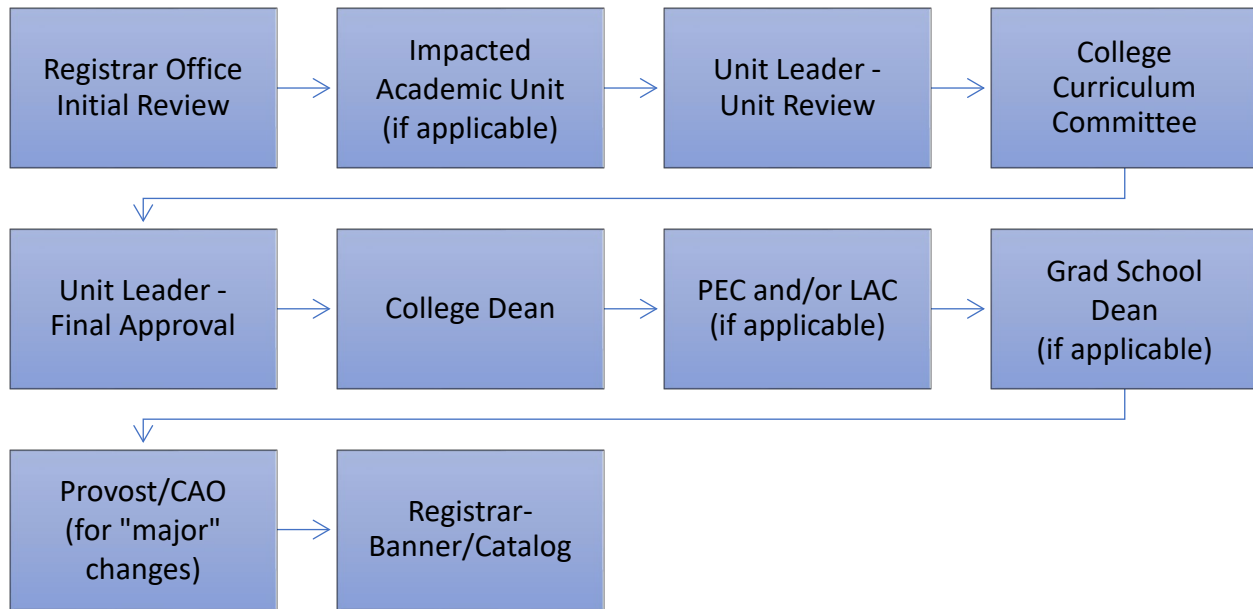 Registrar Office
Initial Review
Impacted
Academic Unit
(if applicable)
Unit Leader -
Unit Review
College
Curriculum
Committee
Unit Leader -
Final Approval
College Dean
PEC and/or LAC
(if applicable)
Grad School
Dean
(if applicable)
Provost/CAO
(for "major"
changes)
Registrar-
Banner/Catalog